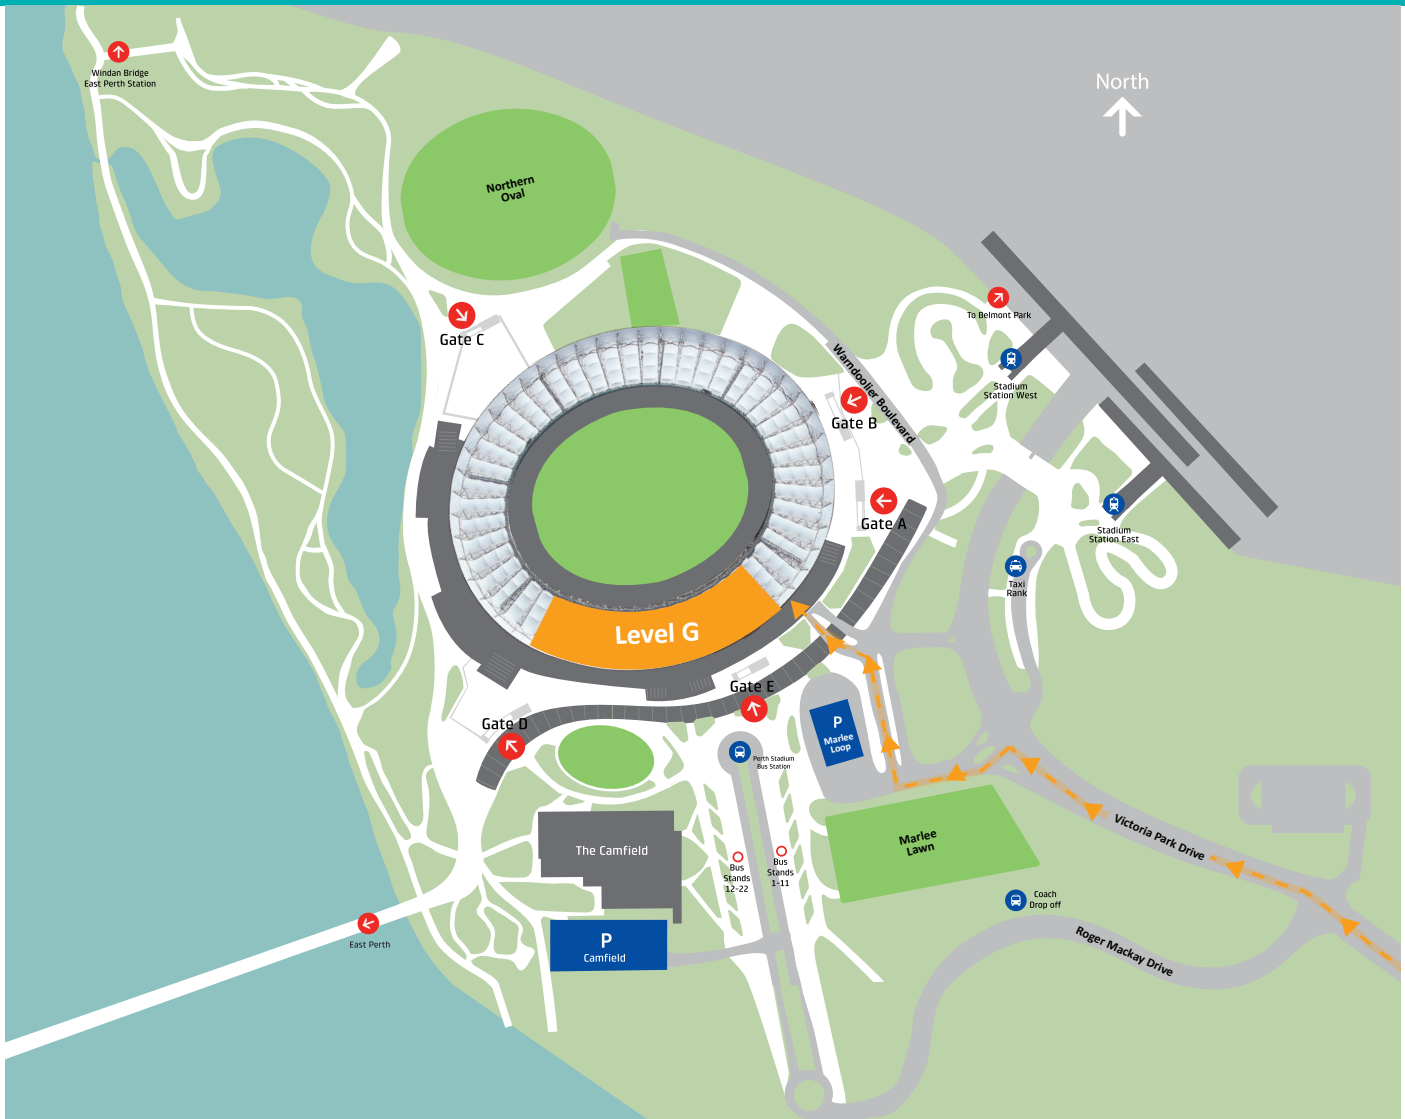 North
Windan Bridge
East Perth Station
Northern
Oval
To Belmont Park
Gate C
Warndoolier Boulevard
Stadium
Station West
Gate B
Gate A
Stadium
Station East
Taxi
Rank
Level G
Gate E
Gate D
P
Marlee
Loop
Perth Stadium
Bus Station
Victoria Park Drive
Marlee
Lawn
The Camfield
Bus
Stands
12-22
Bus
Stands
1-11
Coach
Drop off
East Perth
P
Camfield
Roger Mackay Drive